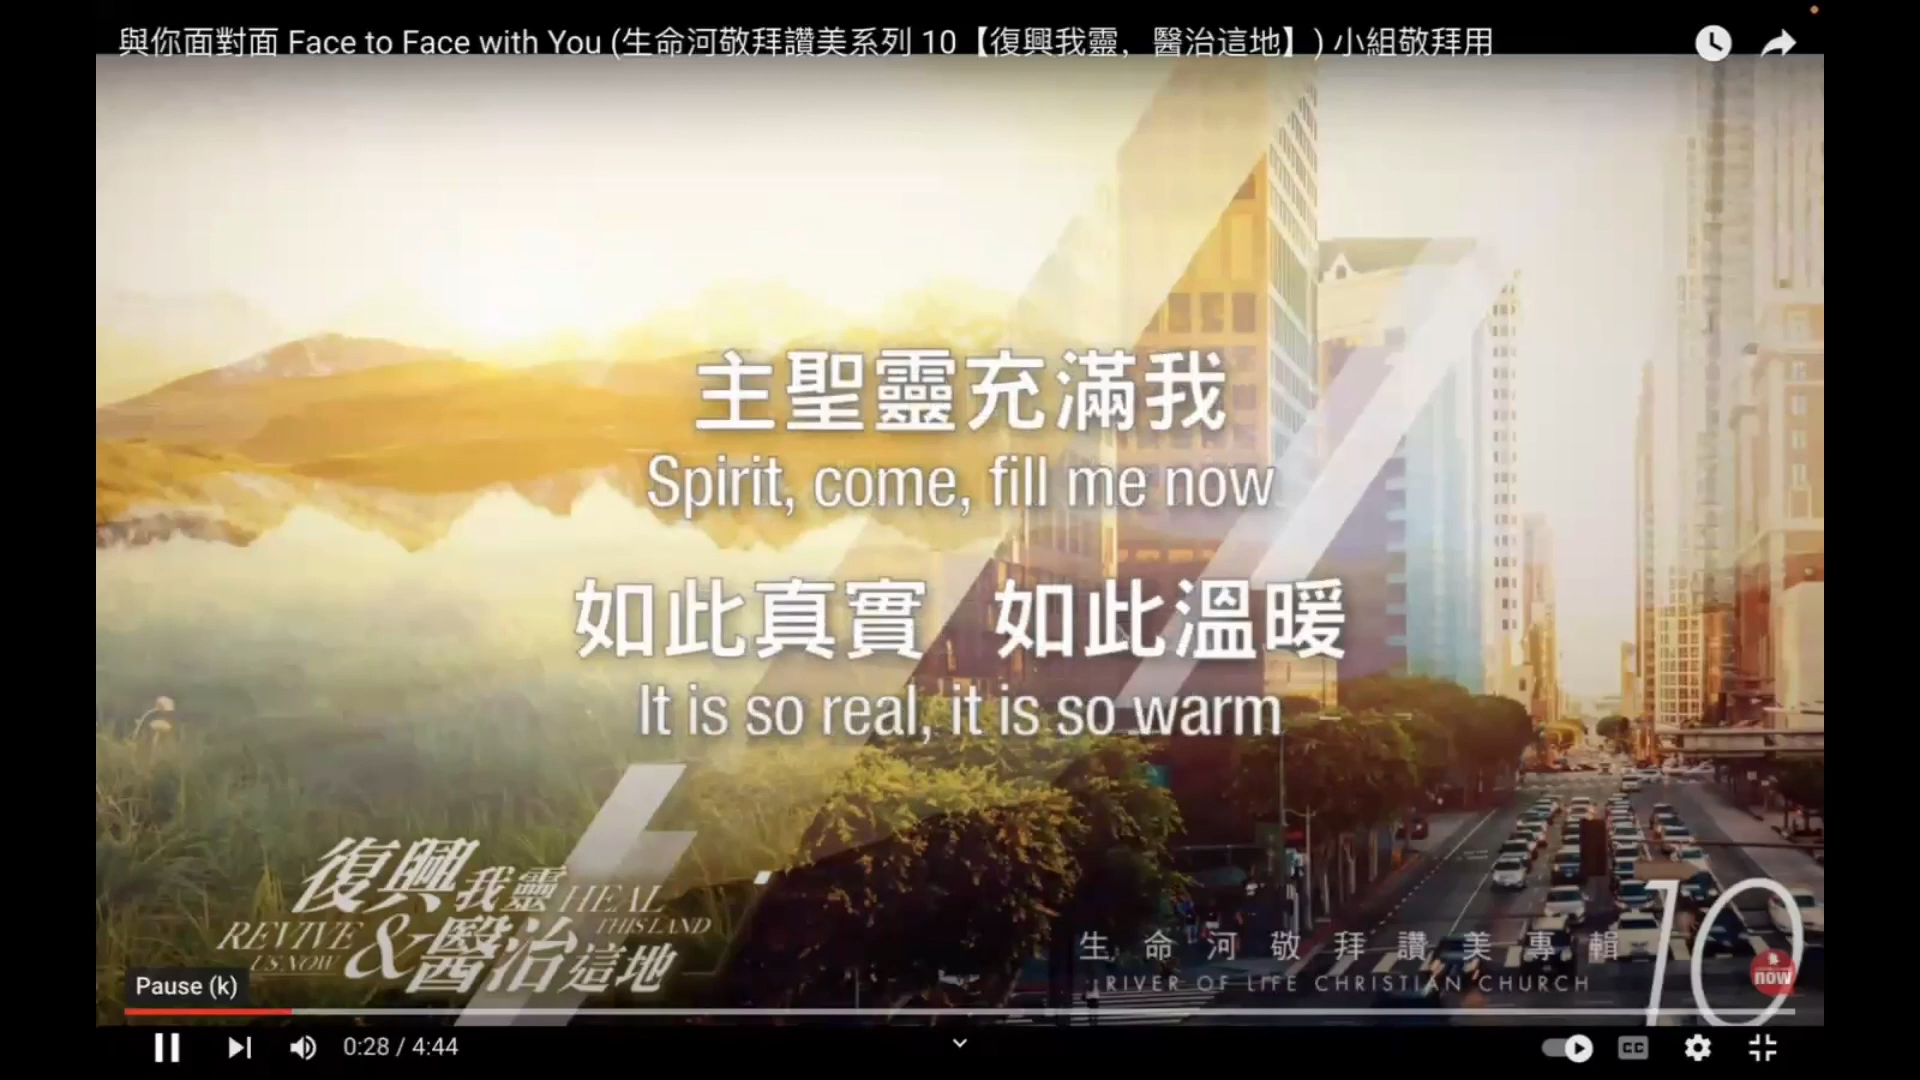 與你面對面 Face to Face with You (生命河敬拜讚美系列 10【復興我靈，醫治這地】) 小組敬拜用
主聖靈充滿我
Spirit, come, fill me now
如此真實 如此溫暖
It is so real, it is so warm
復興我靈 HEAL THIS LAND
REVIVE US NOW & 醫治這地
生命河敬拜讚美專輯 10
RIVER OF LIFE CHRISTIAN CHURCH
now
Pause (k)
0:28 / 4:44
CC